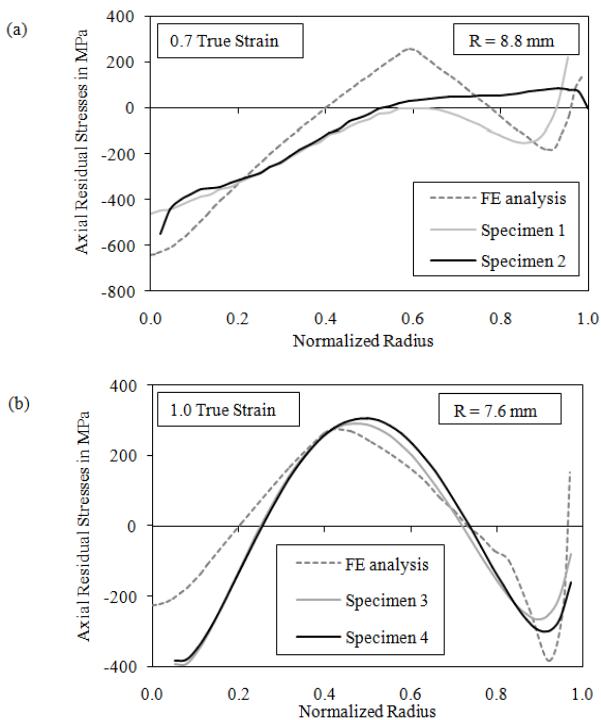 (a)
0.7 True Strain
R = 8.8 mm
Axial Residual Stresses in MPa
400
200
0
-200
-400
-600
-800
FE analysis
Specimen 1
Specimen 2
0.0 0.2 0.4 0.6 0.8 1.0
Normalized Radius
(b)
1.0 True Strain
R = 7.6 mm
Axial Residual Stresses in MPa
400
200
0
-200
-400
FE analysis
Specimen 3
Specimen 4
0.0 0.2 0.4 0.6 0.8 1.0
Normalized Radius